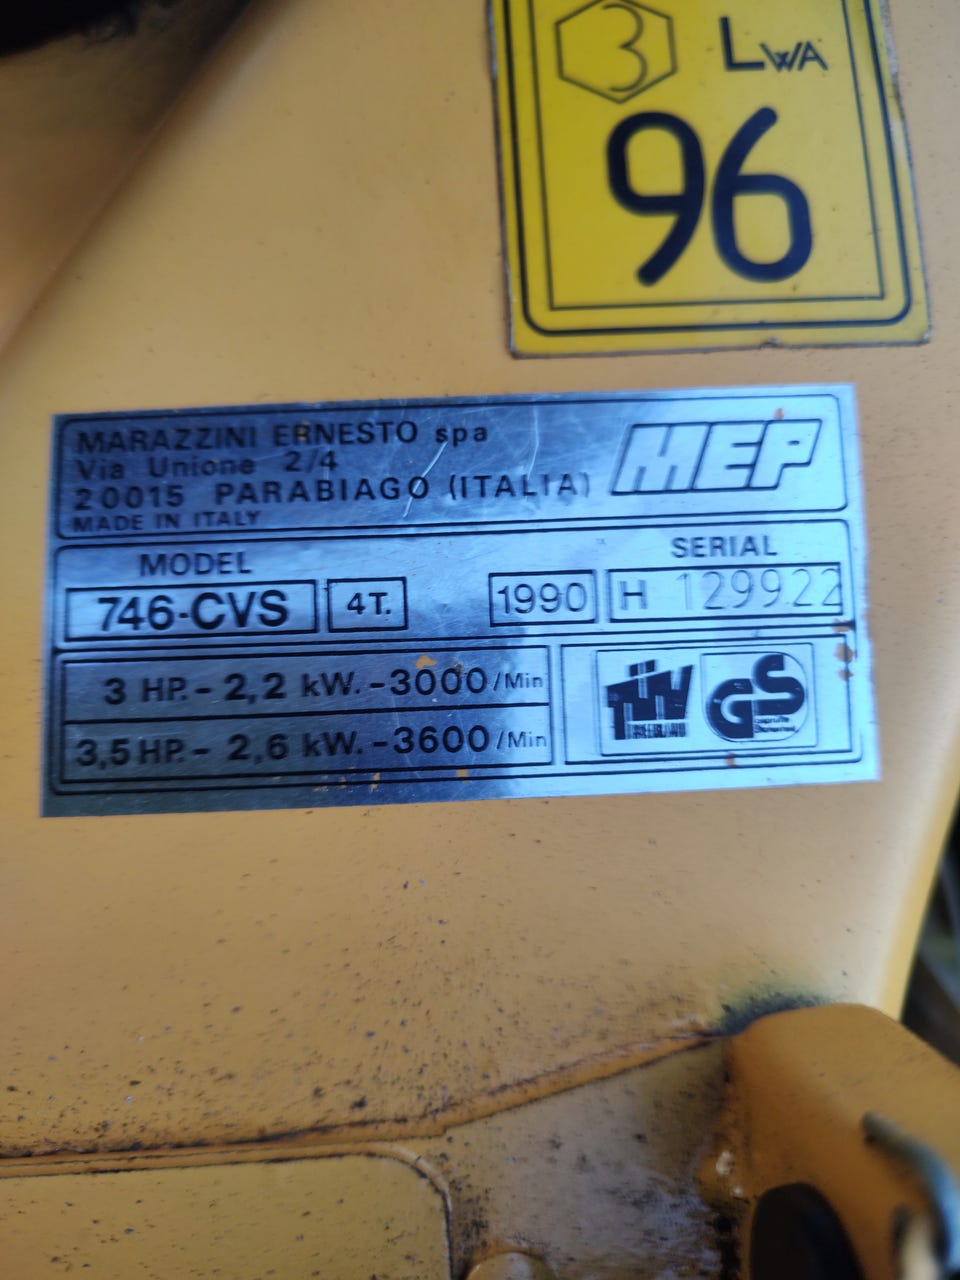 3 LWA
96
MARAZZINI ERNESTO spa
Via Unione 2/4
20015 PARABIAGO (ITALIA)
MADE IN ITALY
MEP
MODEL
SERIAL
746-CVS 4T. 1990 H 129922
3 HP. - 2,2 kW. - 3000/Min
3,5 HP. - 2,6 kW. - 3600/Min
TÜV
GS